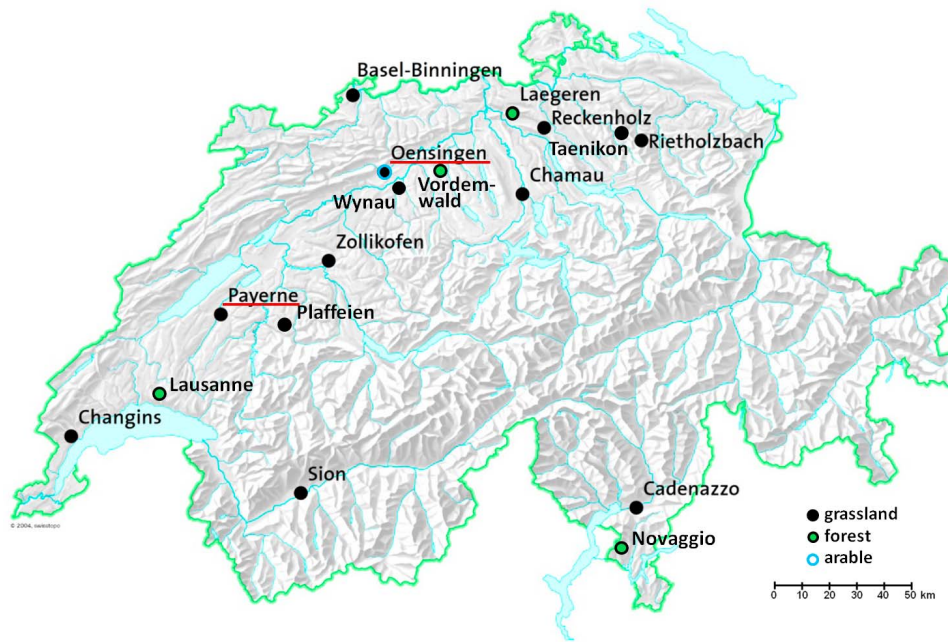 Basel-Binningen
Laegeren
Reckenholz
Taenikon
Rietholzbach
Oensingen
Vordem-
wald
Chamau
Wynau
Zollikofen
Payerne
Plaffeien
Lausanne
Changins
Sion
Cadenazzo
Novaggio
grassland
forest
arable
0 10 20 30 40 50 km
© 2004, swisstopo